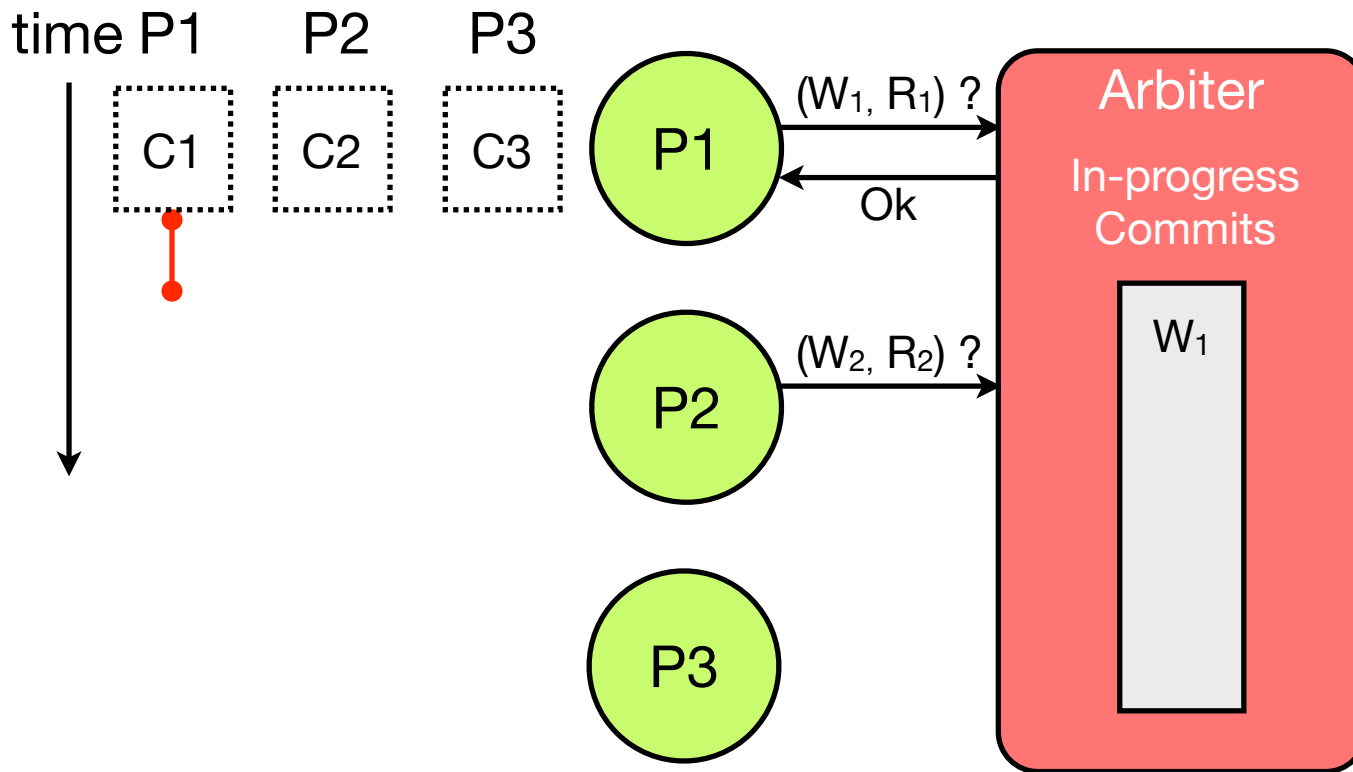 time P1 P2 P3
C1 C2 C3
P1
(W₁, R₁) ?
Ok
Arbiter
In-progress
Commits
W₁
P2
(W₂, R₂) ?
P3